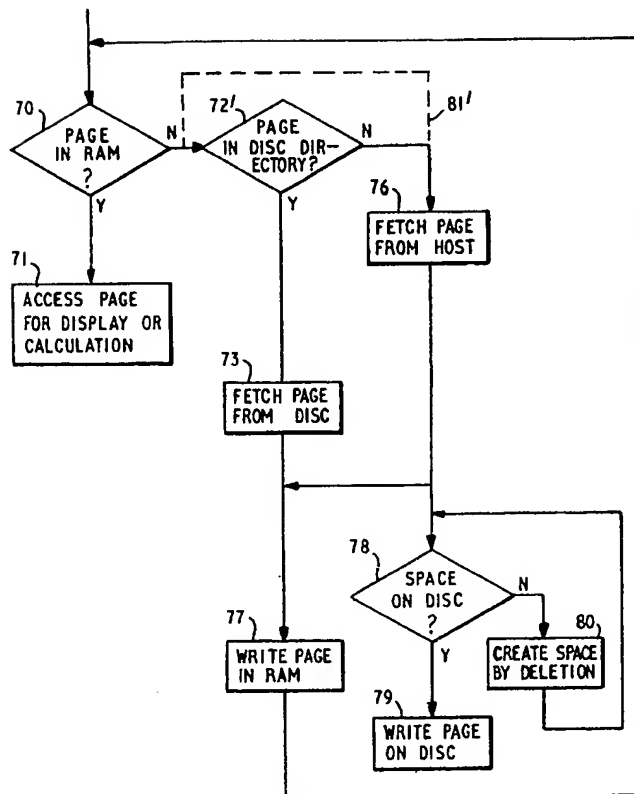 70
PAGE
IN RAM
?
N
Y
72'
PAGE
IN DISC DIR-
ECTORY?
N
Y
81'
76
FETCH PAGE
FROM HOST
71
ACCESS PAGE
FOR DISPLAY OR
CALCULATION
73
FETCH PAGE
FROM DISC
78
SPACE
ON DISC
?
N
Y
77
WRITE PAGE
IN RAM
80
CREATE SPACE
BY DELETION
79
WRITE PAGE
ON DISC